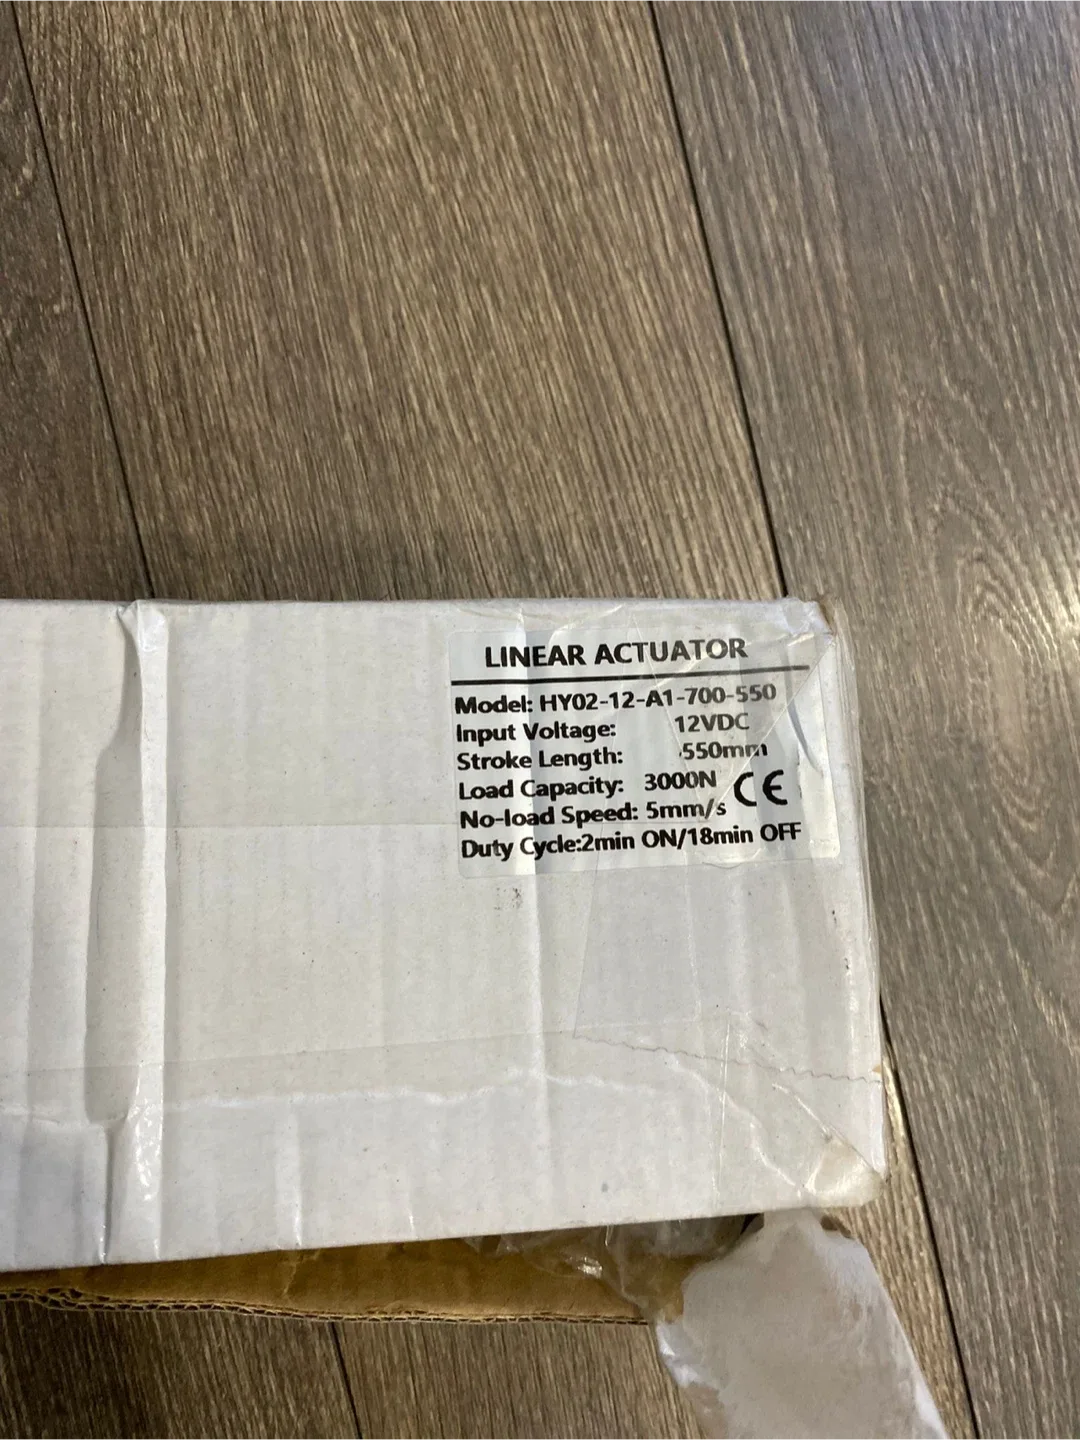 LINEAR ACTUATOR
Model: HY02-12-A1-700-550
Input Voltage: 12VDC
Stroke Length: 550mm
Load Capacity: 3000N CE
No-load Speed: 5mm/s
Duty Cycle:2min ON/18min OFF